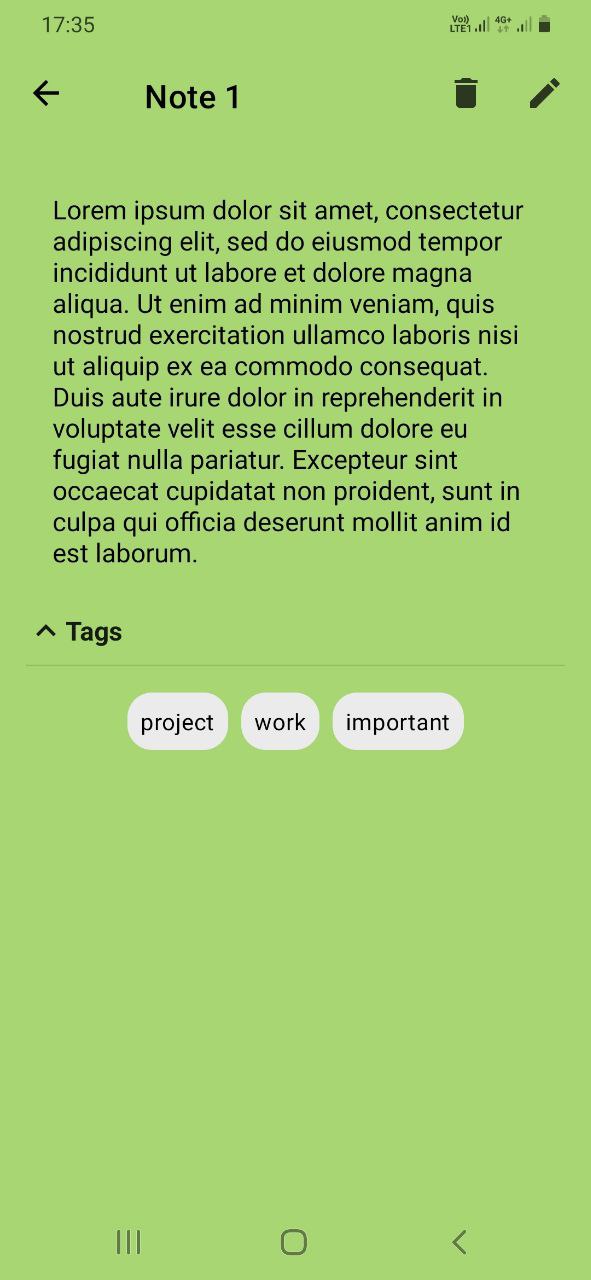 17:35
Vo)) LTE1 4G+
Note 1
Lorem ipsum dolor sit amet, consectetur
adipiscing elit, sed do eiusmod tempor
incididunt ut labore et dolore magna
aliqua. Ut enim ad minim veniam, quis
nostrud exercitation ullamco laboris nisi
ut aliquip ex ea commodo consequat.
Duis aute irure dolor in reprehenderit in
voluptate velit esse cillum dolore eu
fugiat nulla pariatur. Excepteur sint
occaecat cupidatat non proident, sunt in
culpa qui officia deserunt mollit anim id
est laborum.
Tags
project work important